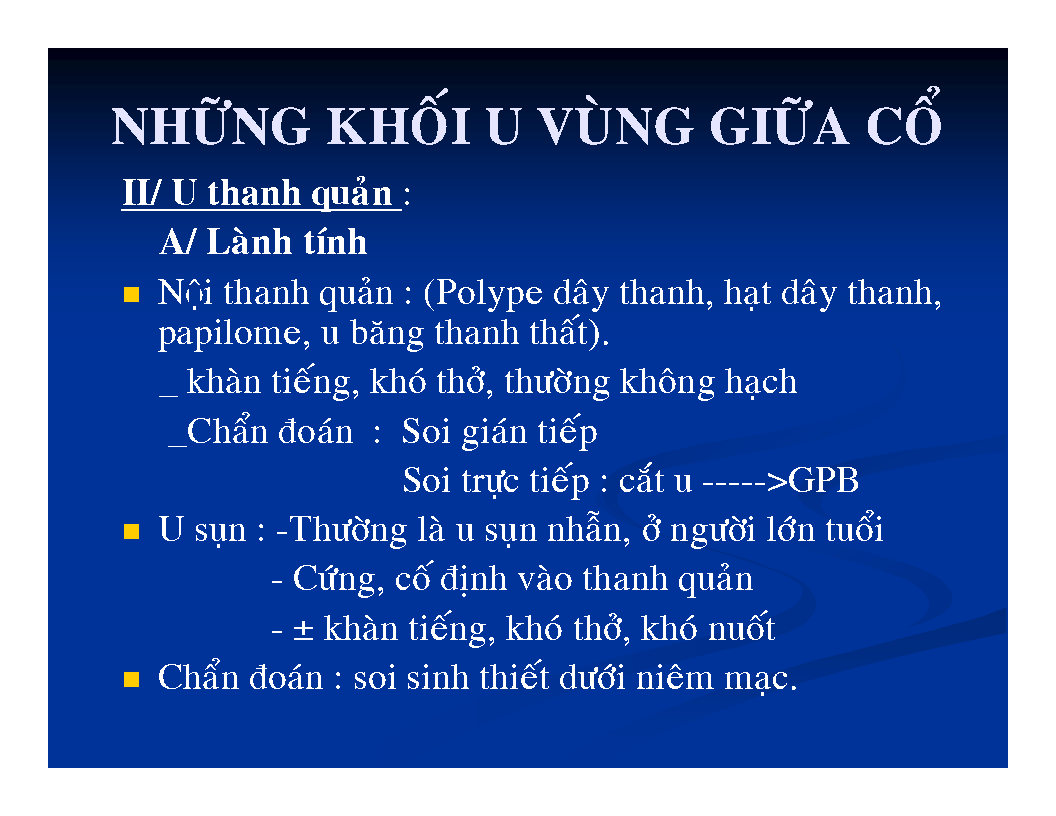 NHỮNG KHỐI U VÙNG GIỮA CỔ
II/ U thanh quản :
A/ Lành tính
Nội thanh quản : (Polype dây thanh, hạt dây thanh,
papilome, u băng thanh thất).
_ khàn tiếng, khó thở, thường không hạch
_Chẩn đoán : Soi gián tiếp
Soi trực tiếp : cắt u ----->GPB
U sụn : -Thường là u sụn nhẫn, ở người lớn tuổi
- Cứng, cố định vào thanh quản
- ± khàn tiếng, khó thở, khó nuốt
Chẩn đoán : soi sinh thiết dưới niêm mạc.